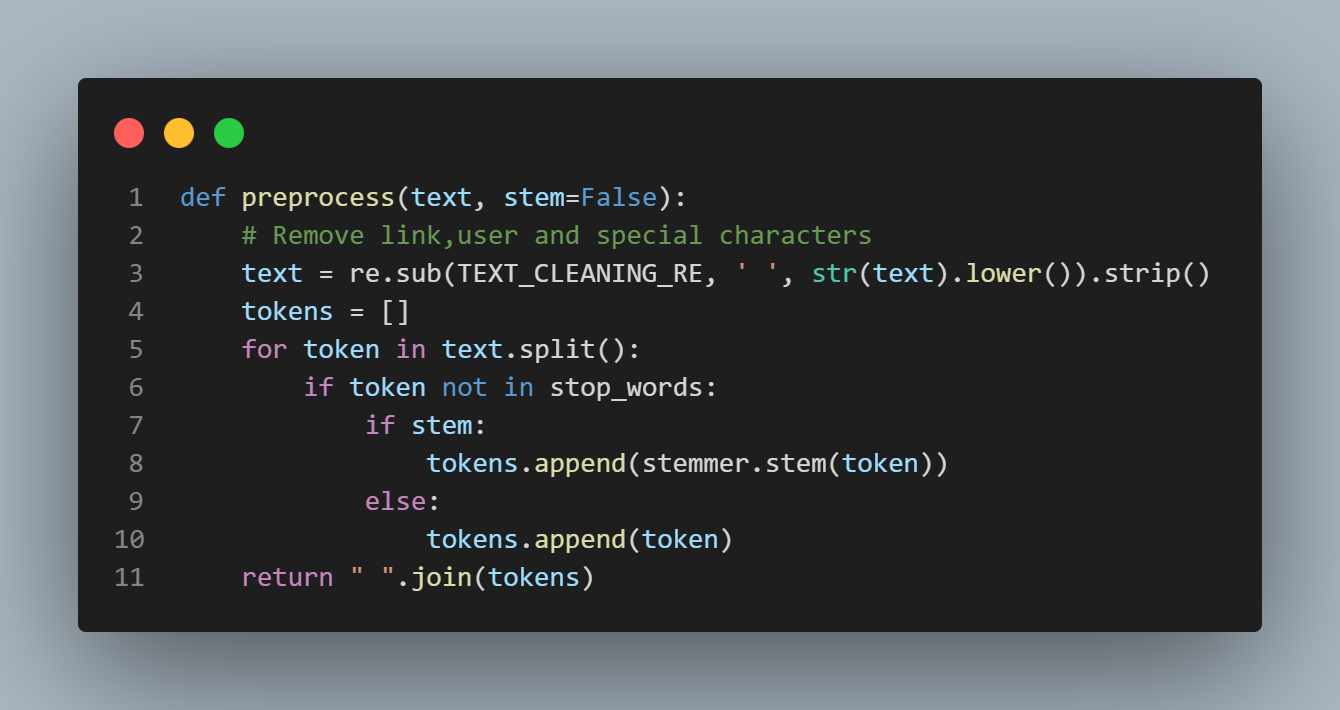 1 def preprocess(text, stem=False):
2     # Remove link,user and special characters
3     text = re.sub(TEXT_CLEANING_RE, ' ', str(text).lower()).strip()
4     tokens = []
5     for token in text.split():
6         if token not in stop_words:
7             if stem:
8                 tokens.append(stemmer.stem(token))
9             else:
10                 tokens.append(token)
11     return " ".join(tokens)